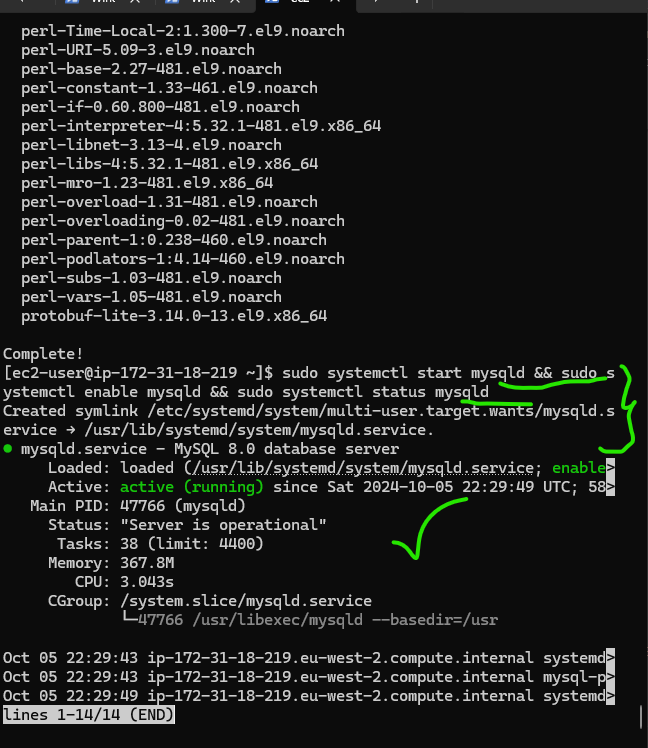 perl-Time-Local-2:1.300-7.el9.noarch
perl-URI-5.09-3.el9.noarch
perl-base-2.27-481.el9.noarch
perl-constant-1.33-461.el9.noarch
perl-if-0.60.800-481.el9.noarch
perl-interpreter-4:5.32.1-481.el9.x86_64
perl-libnet-3.13-4.el9.noarch
perl-libs-4:5.32.1-481.el9.x86_64
perl-mro-1.23-481.el9.x86_64
perl-overload-1.31-481.el9.noarch
perl-overloading-0.02-481.el9.noarch
perl-parent-1:0.238-460.el9.noarch
perl-podlators-1:4.14-460.el9.noarch
perl-subs-1.03-481.el9.noarch
perl-vars-1.05-481.el9.noarch
protobuf-lite-3.14.0-13.el9.x86_64
Complete!
[ec2-user@ip-172-31-18-219 ~]$ sudo systemctl start mysqld && sudo s
ystemctl enable mysqld && sudo systemctl status mysqld
Created symlink /etc/systemd/system/multi-user.target.wants/mysqld.s
ervice → /usr/lib/systemd/system/mysqld.service.
● mysqld.service - MySQL 8.0 database server
Loaded: loaded (/usr/lib/systemd/system/mysqld.service; enable>
Active: active (running) since Sat 2024-10-05 22:29:49 UTC; 58>
Main PID: 47766 (mysqld)
Status: "Server is operational"
Tasks: 38 (limit: 4400)
Memory: 367.8M
CPU: 3.043s
CGroup: /system.slice/mysqld.service
└─47766 /usr/libexec/mysqld --basedir=/usr
Oct 05 22:29:43 ip-172-31-18-219.eu-west-2.compute.internal systemd>
Oct 05 22:29:43 ip-172-31-18-219.eu-west-2.compute.internal mysql-p>
Oct 05 22:29:49 ip-172-31-18-219.eu-west-2.compute.internal systemd>
lines 1-14/14 (END)